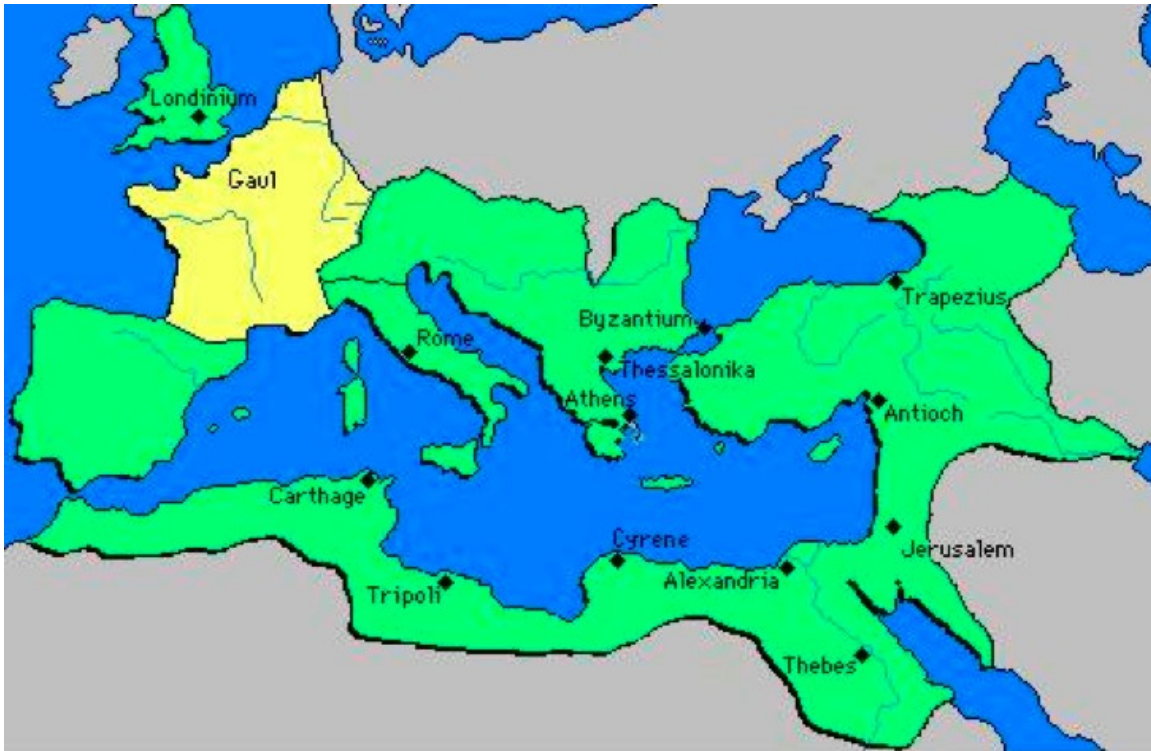 Londinium
Gaul
Trapezius
Byzantium
Rome
Thessalonika
Athens
Antioch
Carthage
Cyrene
Jerusalem
Alexandria
Tripoli
Thebes